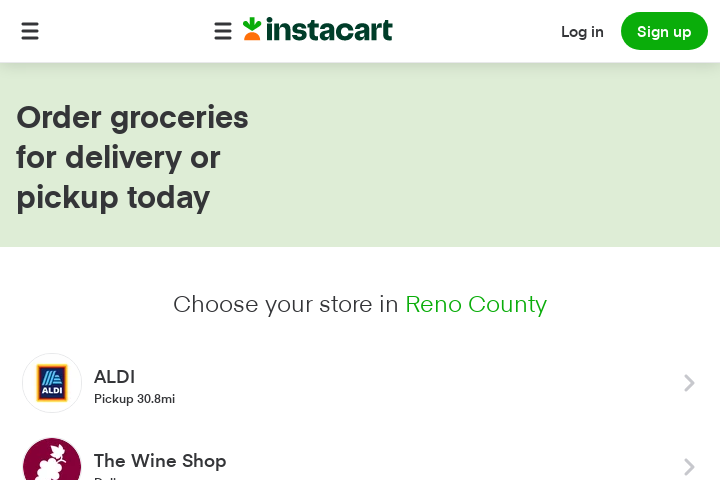 instacart
Log in
Sign up
Order groceries
for delivery or
pickup today
Choose your store in Reno County
ALDI
ALDI
Pickup 30.8mi
The Wine Shop